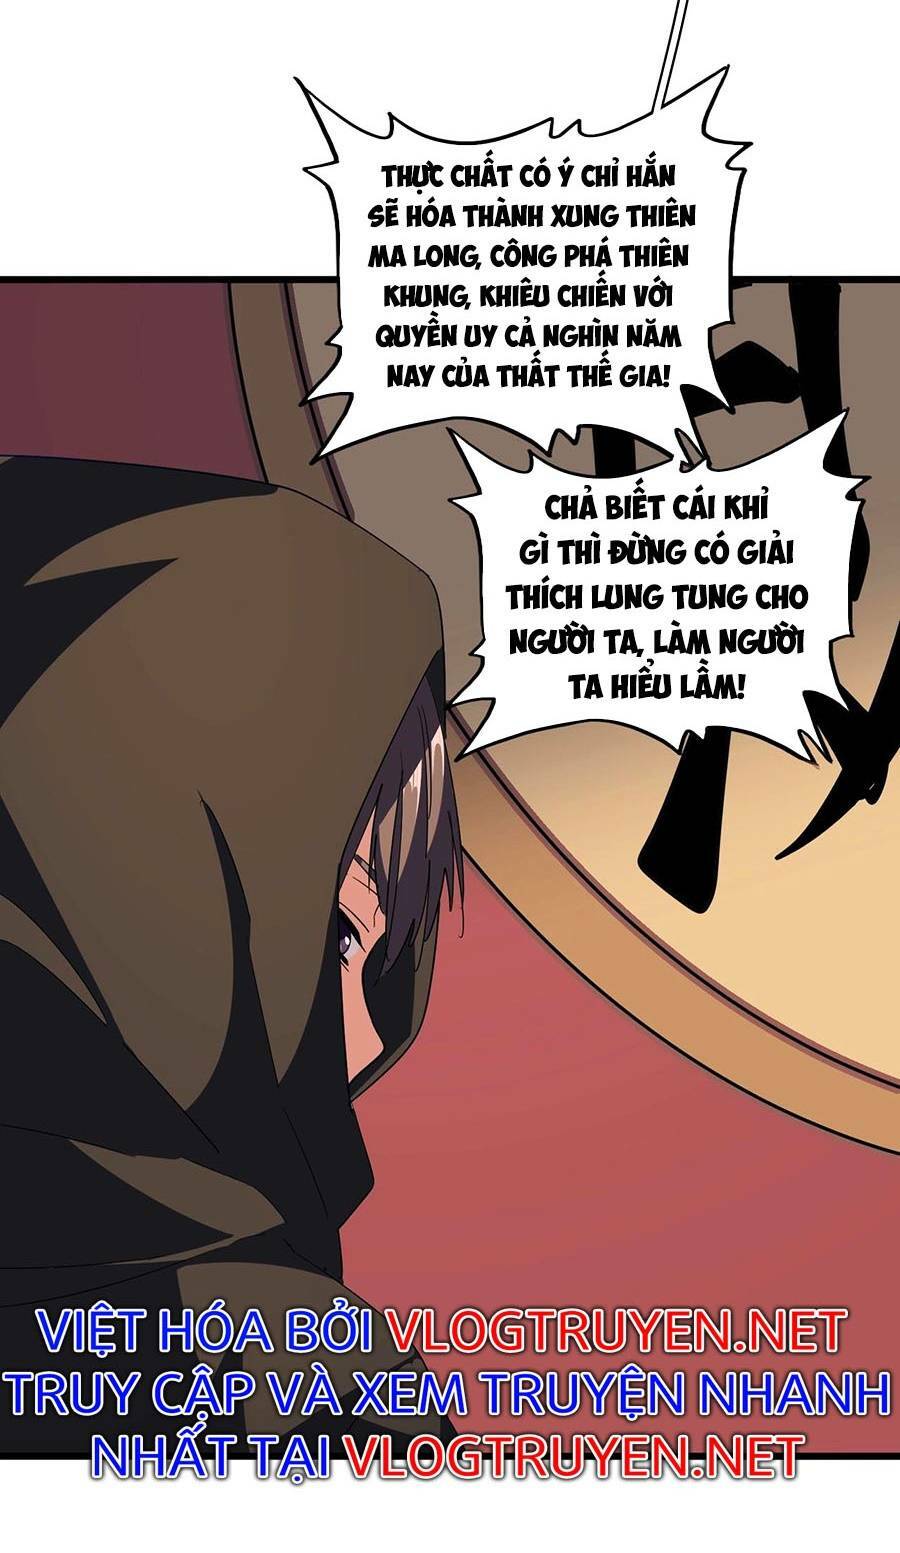 THỰC CHẤT CÓ Ý CHỈ HẮN
SẼ HÓA THÀNH XUNG THIÊN
MA LONG, CÔNG PHÁ THIÊN
KHUNG, KHIÊU CHIẾN VỚI
QUYỀN UY CẢ NGHÌN NĂM
NAY CỦA THẤT THẾ GIA!
CHẢ BIẾT CÁI KHỈ
GÌ THÌ ĐỪNG CÓ GIẢI
THÍCH LUNG TUNG CHO
NGƯỜI TA, LÀM NGƯỜI
TA HIỂU LẦM!
VIỆT HÓA BỞI VLOGTRUYEN.NET
TRUY CẬP VÀ XEM TRUYỆN NHANH
NHẤT TẠI VLOGTRUYEN.NET